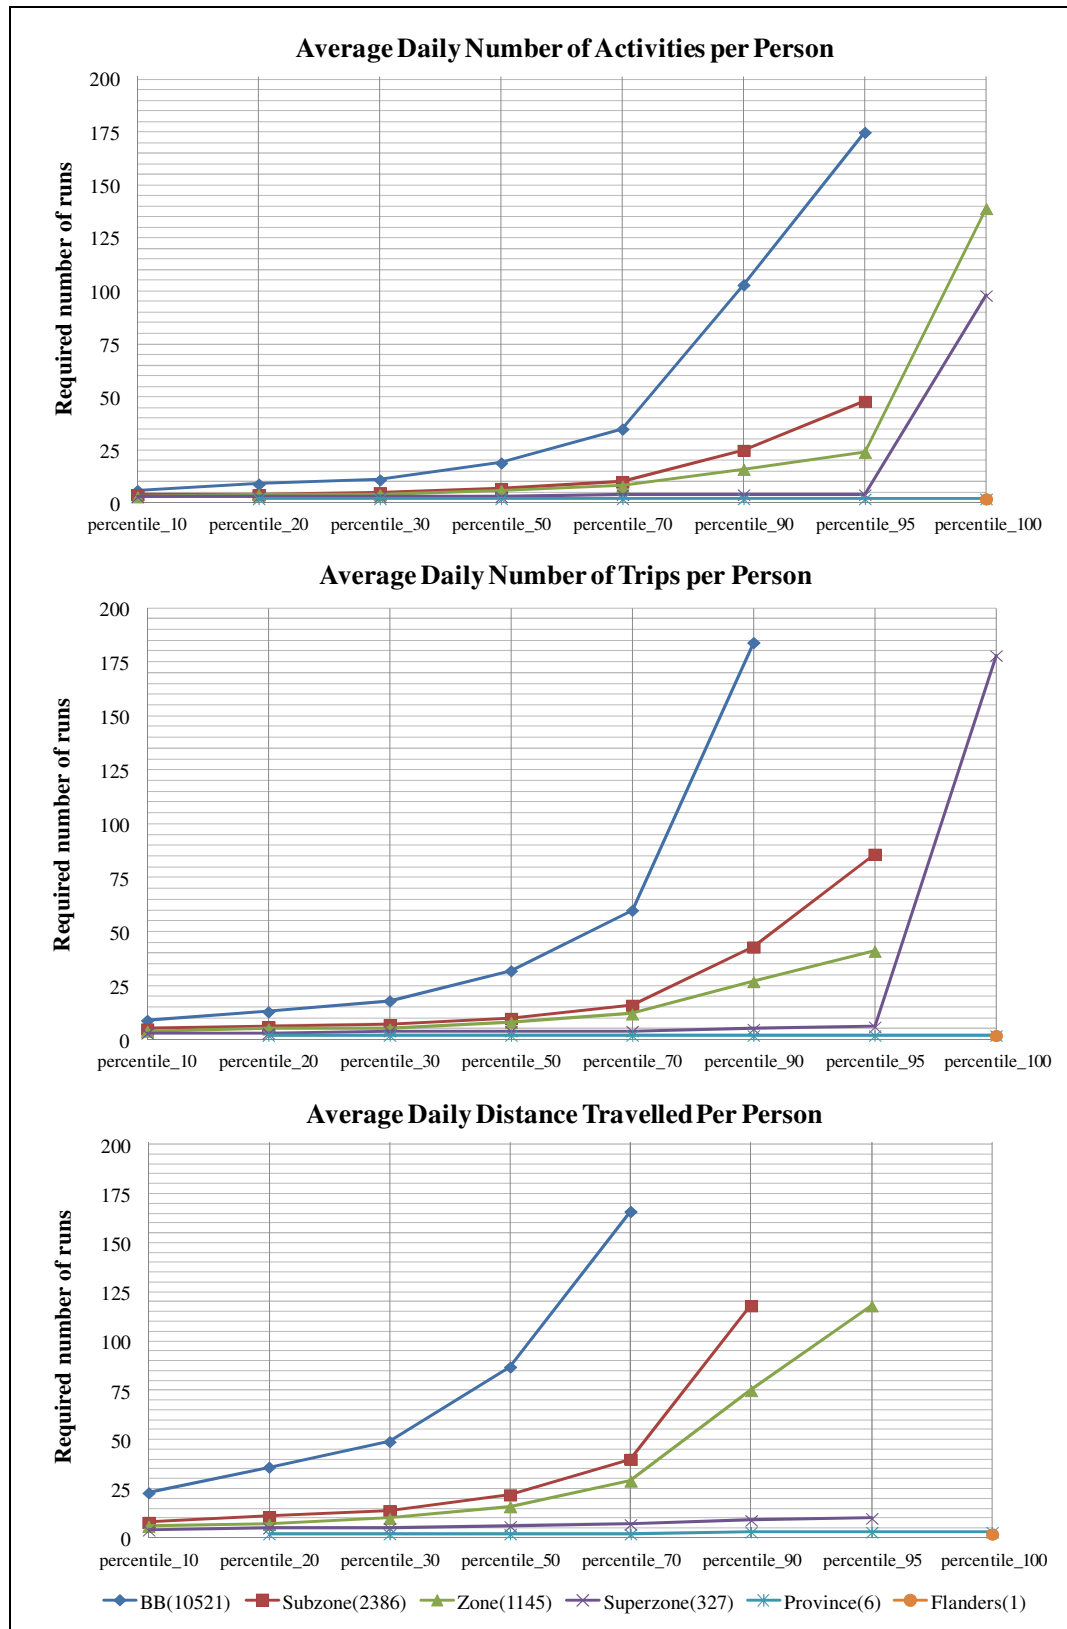 Average Daily Number of Activities per Person
Required number of runs
200
175
150
125
100
75
50
25
0
percentile_10 percentile_20 percentile_30 percentile_50 percentile_70 percentile_90 percentile_95 percentile_100
Average Daily Number of Trips per Person
Required number of runs
200
175
150
125
100
75
50
25
0
percentile_10 percentile_20 percentile_30 percentile_50 percentile_70 percentile_90 percentile_95 percentile_100
Average Daily Distance Travelled Per Person
Required number of runs
200
175
150
125
100
75
50
25
0
percentile_10 percentile_20 percentile_30 percentile_50 percentile_70 percentile_90 percentile_95 percentile_100
BB(10521) Subzone(2386) Zone(1145) Superzone(327) Province(6) Flanders(1)